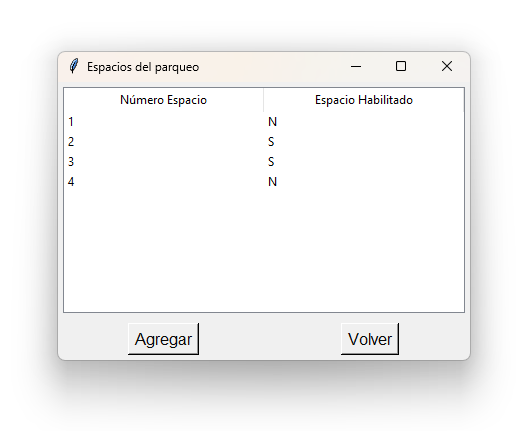 Espacios del parqueo
Número Espacio Espacio Habilitado
1 N
2 S
3 S
4 N
Agregar Volver